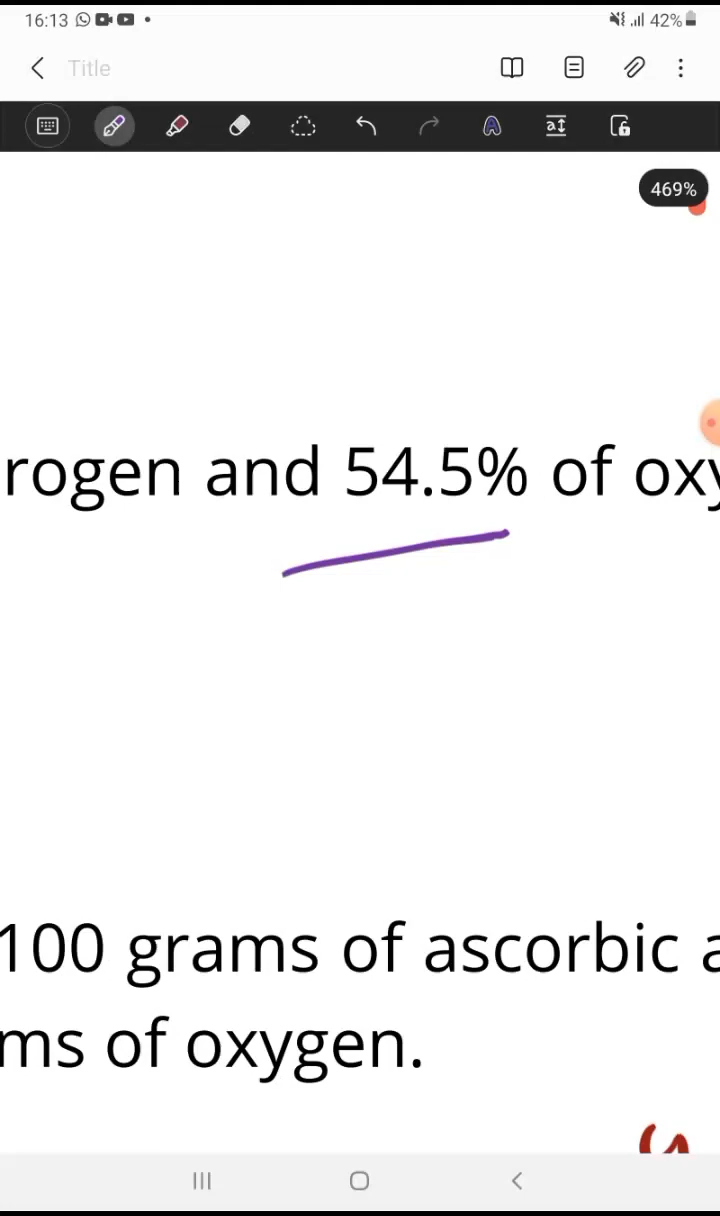 16:13 42%
Title
469%
rogen and 54.5% of oxy
100 grams of ascorbic a
ms of oxygen.